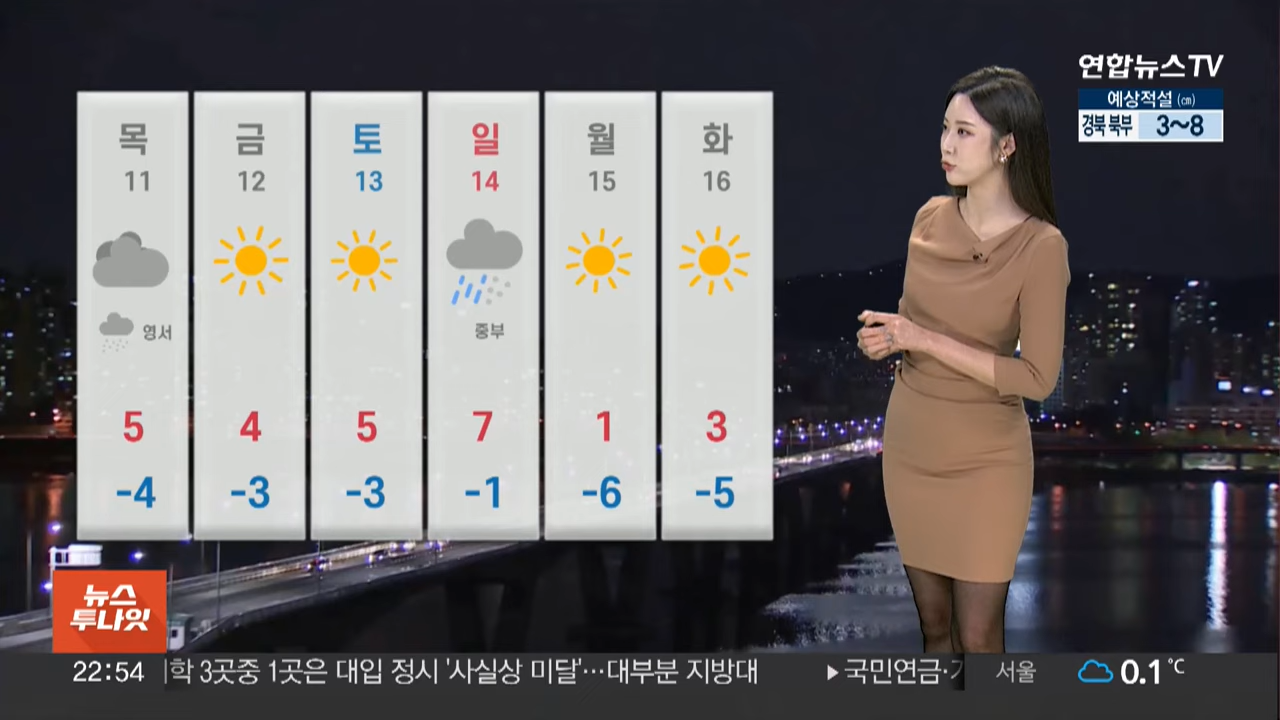 연합뉴스TV
예상적설 (㎝)
경북 북부 3~8
목 금 토 일 월 화
11 12 13 14 15 16
영서 중부
5 4 5 7 1 3
-4 -3 -3 -1 -6 -5
뉴스
투나잇
22:54 학 3곳중 1곳은 대입 정시 '사실상 미달'…대부분 지방대 ▶국민연금· 서울 0.1℃